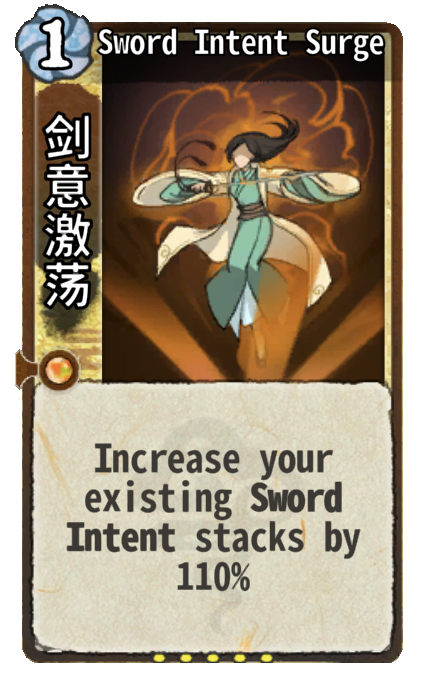 1
Sword Intent Surge
剑意激荡
Increase your
existing Sword
Intent stacks by
110%